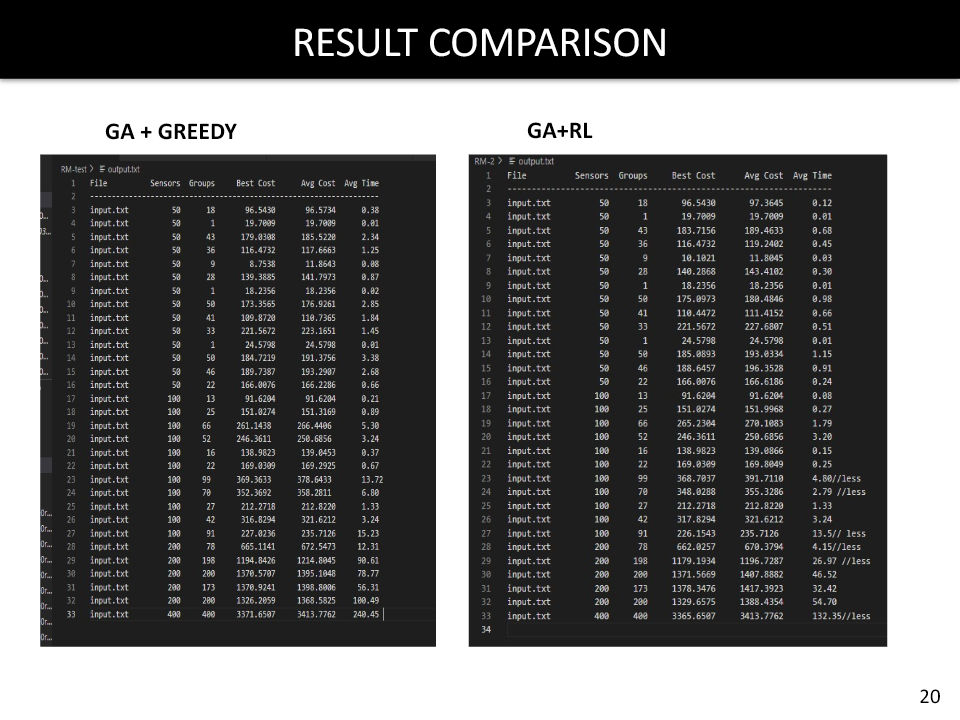 RESULT COMPARISON
GA + GREEDY
RM-test > output.txt
1 File Sensors Groups Best Cost Avg Cost Avg Time
2 --------------------------------------------------------------------------------
3 input.txt 50 18 96.5430 96.5734 0.38
4 input.txt 50 1 19.7009 19.7009 0.01
5 input.txt 50 43 179.0308 185.5220 2.34
6 input.txt 50 36 116.4732 117.6663 1.25
7 input.txt 50 9 8.7538 11.8643 0.08
8 input.txt 50 28 139.3885 141.7973 0.87
9 input.txt 50 1 18.2356 18.2356 0.02
10 input.txt 50 50 173.3565 176.9261 2.85
11 input.txt 50 41 109.8720 110.7365 1.84
12 input.txt 50 33 221.5672 223.1651 1.45
13 input.txt 50 1 24.5798 24.5798 0.01
14 input.txt 50 50 184.7219 191.3756 3.38
15 input.txt 50 46 189.7387 193.2907 2.68
16 input.txt 50 22 166.0076 166.2286 0.66
17 input.txt 100 13 91.6204 91.6204 0.21
18 input.txt 100 25 151.0274 151.3169 0.89
19 input.txt 100 66 261.1438 266.4406 5.30
20 input.txt 100 52 246.3611 250.6856 3.24
21 input.txt 100 16 138.9823 139.0453 0.37
22 input.txt 100 22 169.0309 169.2925 0.67
23 input.txt 100 99 369.3633 378.6433 13.72
24 input.txt 100 70 352.3692 358.2811 6.80
25 input.txt 100 27 212.2718 212.8220 1.33
26 input.txt 100 42 316.8294 321.6212 3.24
27 input.txt 100 91 227.0236 235.7126 15.23
28 input.txt 200 78 665.1141 672.5473 12.31
29 input.txt 200 198 1194.8426 1214.8045 90.61
30 input.txt 200 200 1370.5707 1395.1048 78.77
31 input.txt 200 173 1370.9241 1398.8006 56.31
32 input.txt 200 200 1326.2059 1368.5825 100.49
33 input.txt 400 400 3371.6507 3413.7762 240.45
GA+RL
RM-2 > output.txt
1 File Sensors Groups Best Cost Avg Cost Avg Time
2 --------------------------------------------------------------------------------
3 input.txt 50 18 96.5430 97.3645 0.12
4 input.txt 50 1 19.7009 19.7009 0.01
5 input.txt 50 43 183.7156 189.4633 0.68
6 input.txt 50 36 116.4732 119.2402 0.45
7 input.txt 50 9 10.1021 11.8045 0.03
8 input.txt 50 28 140.2868 143.4102 0.30
9 input.txt 50 1 18.2356 18.2356 0.01
10 input.txt 50 50 175.0973 180.4846 0.98
11 input.txt 50 41 110.4472 111.4152 0.66
12 input.txt 50 33 221.5672 227.6807 0.51
13 input.txt 50 1 24.5798 24.5798 0.01
14 input.txt 50 50 185.0893 193.0334 1.15
15 input.txt 50 46 188.6457 196.3528 0.91
16 input.txt 50 22 166.0076 166.6186 0.24
17 input.txt 100 13 91.6204 91.6204 0.08
18 input.txt 100 25 151.0274 151.9968 0.27
19 input.txt 100 66 265.2304 270.1083 1.79
20 input.txt 100 52 246.3611 250.6856 3.20
21 input.txt 100 16 138.9823 139.0866 0.15
22 input.txt 100 22 169.0309 169.8049 0.25
23 input.txt 100 99 368.7037 391.7110 4.80//less
24 input.txt 100 70 348.0288 355.3286 2.79 //less
25 input.txt 100 27 212.2718 212.8220 1.33
26 input.txt 100 42 317.8294 321.6212 3.24
27 input.txt 100 91 226.1543 235.7126 13.5// less
28 input.txt 200 78 662.0257 670.3794 4.15//less
29 input.txt 200 198 1179.1934 1196.7287 26.97 //less
30 input.txt 200 200 1371.5669 1407.8882 46.52
31 input.txt 200 173 1378.3476 1417.3923 32.42
32 input.txt 200 200 1329.6575 1388.4354 54.70
33 input.txt 400 400 3365.6507 3413.7762 132.35//less
34
20